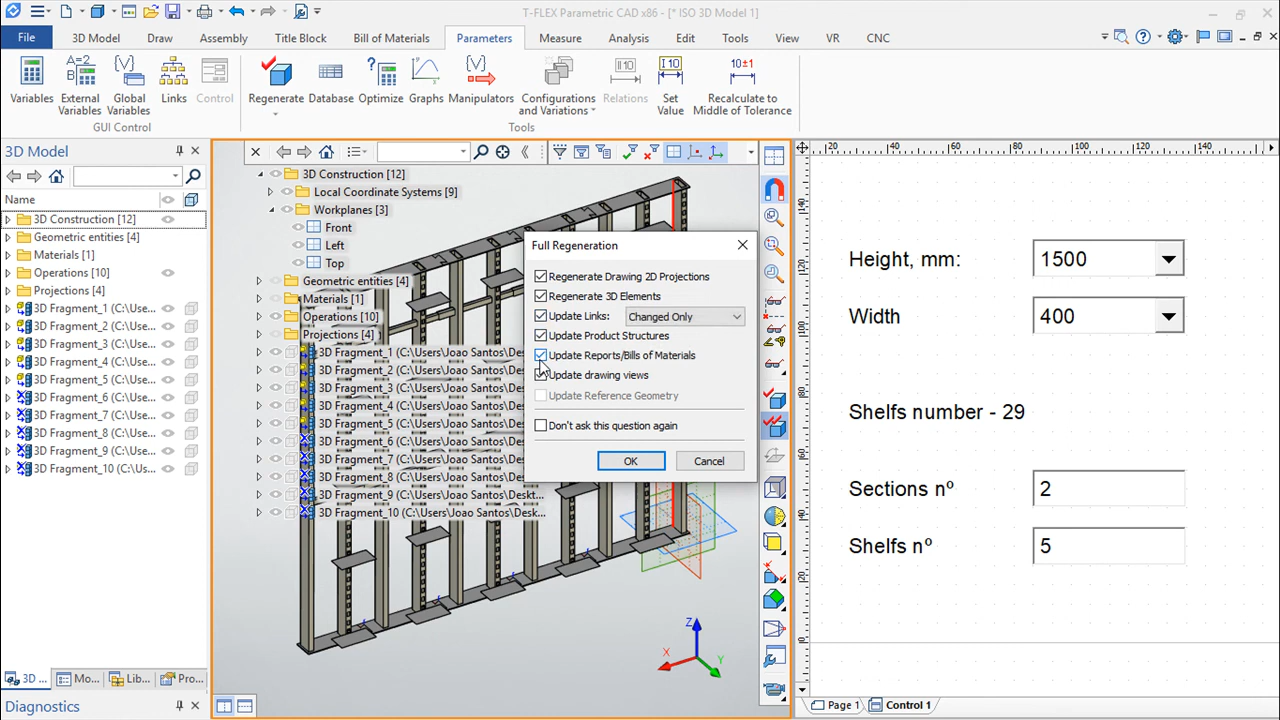 T-FLEX Parametric CAD x86 - [* ISO 3D Model 1]
File
3D Model
Draw
Assembly
Title Block
Bill of Materials
Parameters
Measure
Analysis
Edit
Tools
View
VR
CNC
Variables
External
Variables
Global
Variables
Links
Control
Regenerate
Database
Optimize
Graphs
Manipulators
Configurations
and Variations
Relations
Set
Value
Recalculate to
Middle of Tolerance
GUI Control
Tools
3D Model
Name
3D Construction [12]
Geometric entities [4]
Materials [1]
Operations [10]
Projections [4]
3D Fragment_1 (C:\Use...
3D Fragment_2 (C:\Use...
3D Fragment_3 (C:\Use...
3D Fragment_4 (C:\Use...
3D Fragment_5 (C:\Use...
3D Fragment_6 (C:\Use...
3D Fragment_7 (C:\Use...
3D Fragment_8 (C:\Use...
3D Fragment_9 (C:\Use...
3D Fragment_10 (C:\Us...
3D ...
Mo...
Lib...
Pro...
Diagnostics
3D Construction [12]
Local Coordinate Systems [9]
Workplanes [3]
Front
Left
Top
Geometric entities [4]
Materials [1]
Operations [10]
Projections [4]
3D Fragment_1 (C:\Users\Joao Santos\Des
3D Fragment_2 (C:\Users\Joao Santos\Des
3D Fragment_3 (C:\Users\Joao Santos\Des
3D Fragment_4 (C:\Users\Joao Santos\Des
3D Fragment_5 (C:\Users\Joao Santos\Des
3D Fragment_6 (C:\Users\Joao Santos\Des
3D Fragment_7 (C:\Users\Joao Santos\Des
3D Fragment_8 (C:\Users\Joao Santos\Des
3D Fragment_9 (C:\Users\Joao Santos\Deskt...
3D Fragment_10 (C:\Users\Joao Santos\Desk...
Full Regeneration
Regenerate Drawing 2D Projections
Regenerate 3D Elements
Update Links:
Changed Only
Update Product Structures
Update Reports/Bills of Materials
Update drawing views
Update Reference Geometry
Don't ask this question again
OK
Cancel
Z
X
Y
20
40
60
80
100
120
140
Height, mm:
1500
Width
400
Shelfs number - 29
Sections nº
2
Shelfs nº
5
Page 1
Control 1